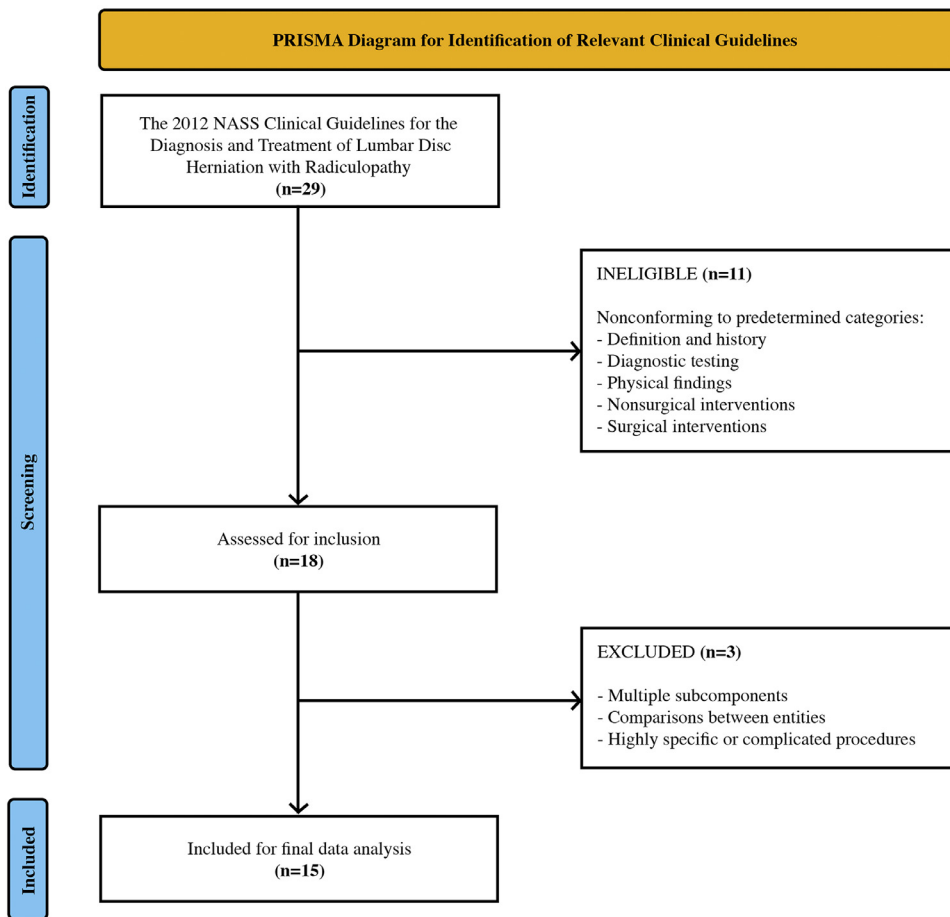 PRISMA Diagram for Identification of Relevant Clinical Guidelines
Identification
The 2012 NASS Clinical Guidelines for the
Diagnosis and Treatment of Lumbar Disc
Herniation with Radiculopathy
(n=29)
Screening
INELIGIBLE (n=11)
Nonconforming to predetermined categories:
- Definition and history
- Diagnostic testing
- Physical findings
- Nonsurgical interventions
- Surgical interventions
Assessed for inclusion
(n=18)
EXCLUDED (n=3)
- Multiple subcomponents
- Comparisons between entities
- Highly specific or complicated procedures
Included
Included for final data analysis
(n=15)